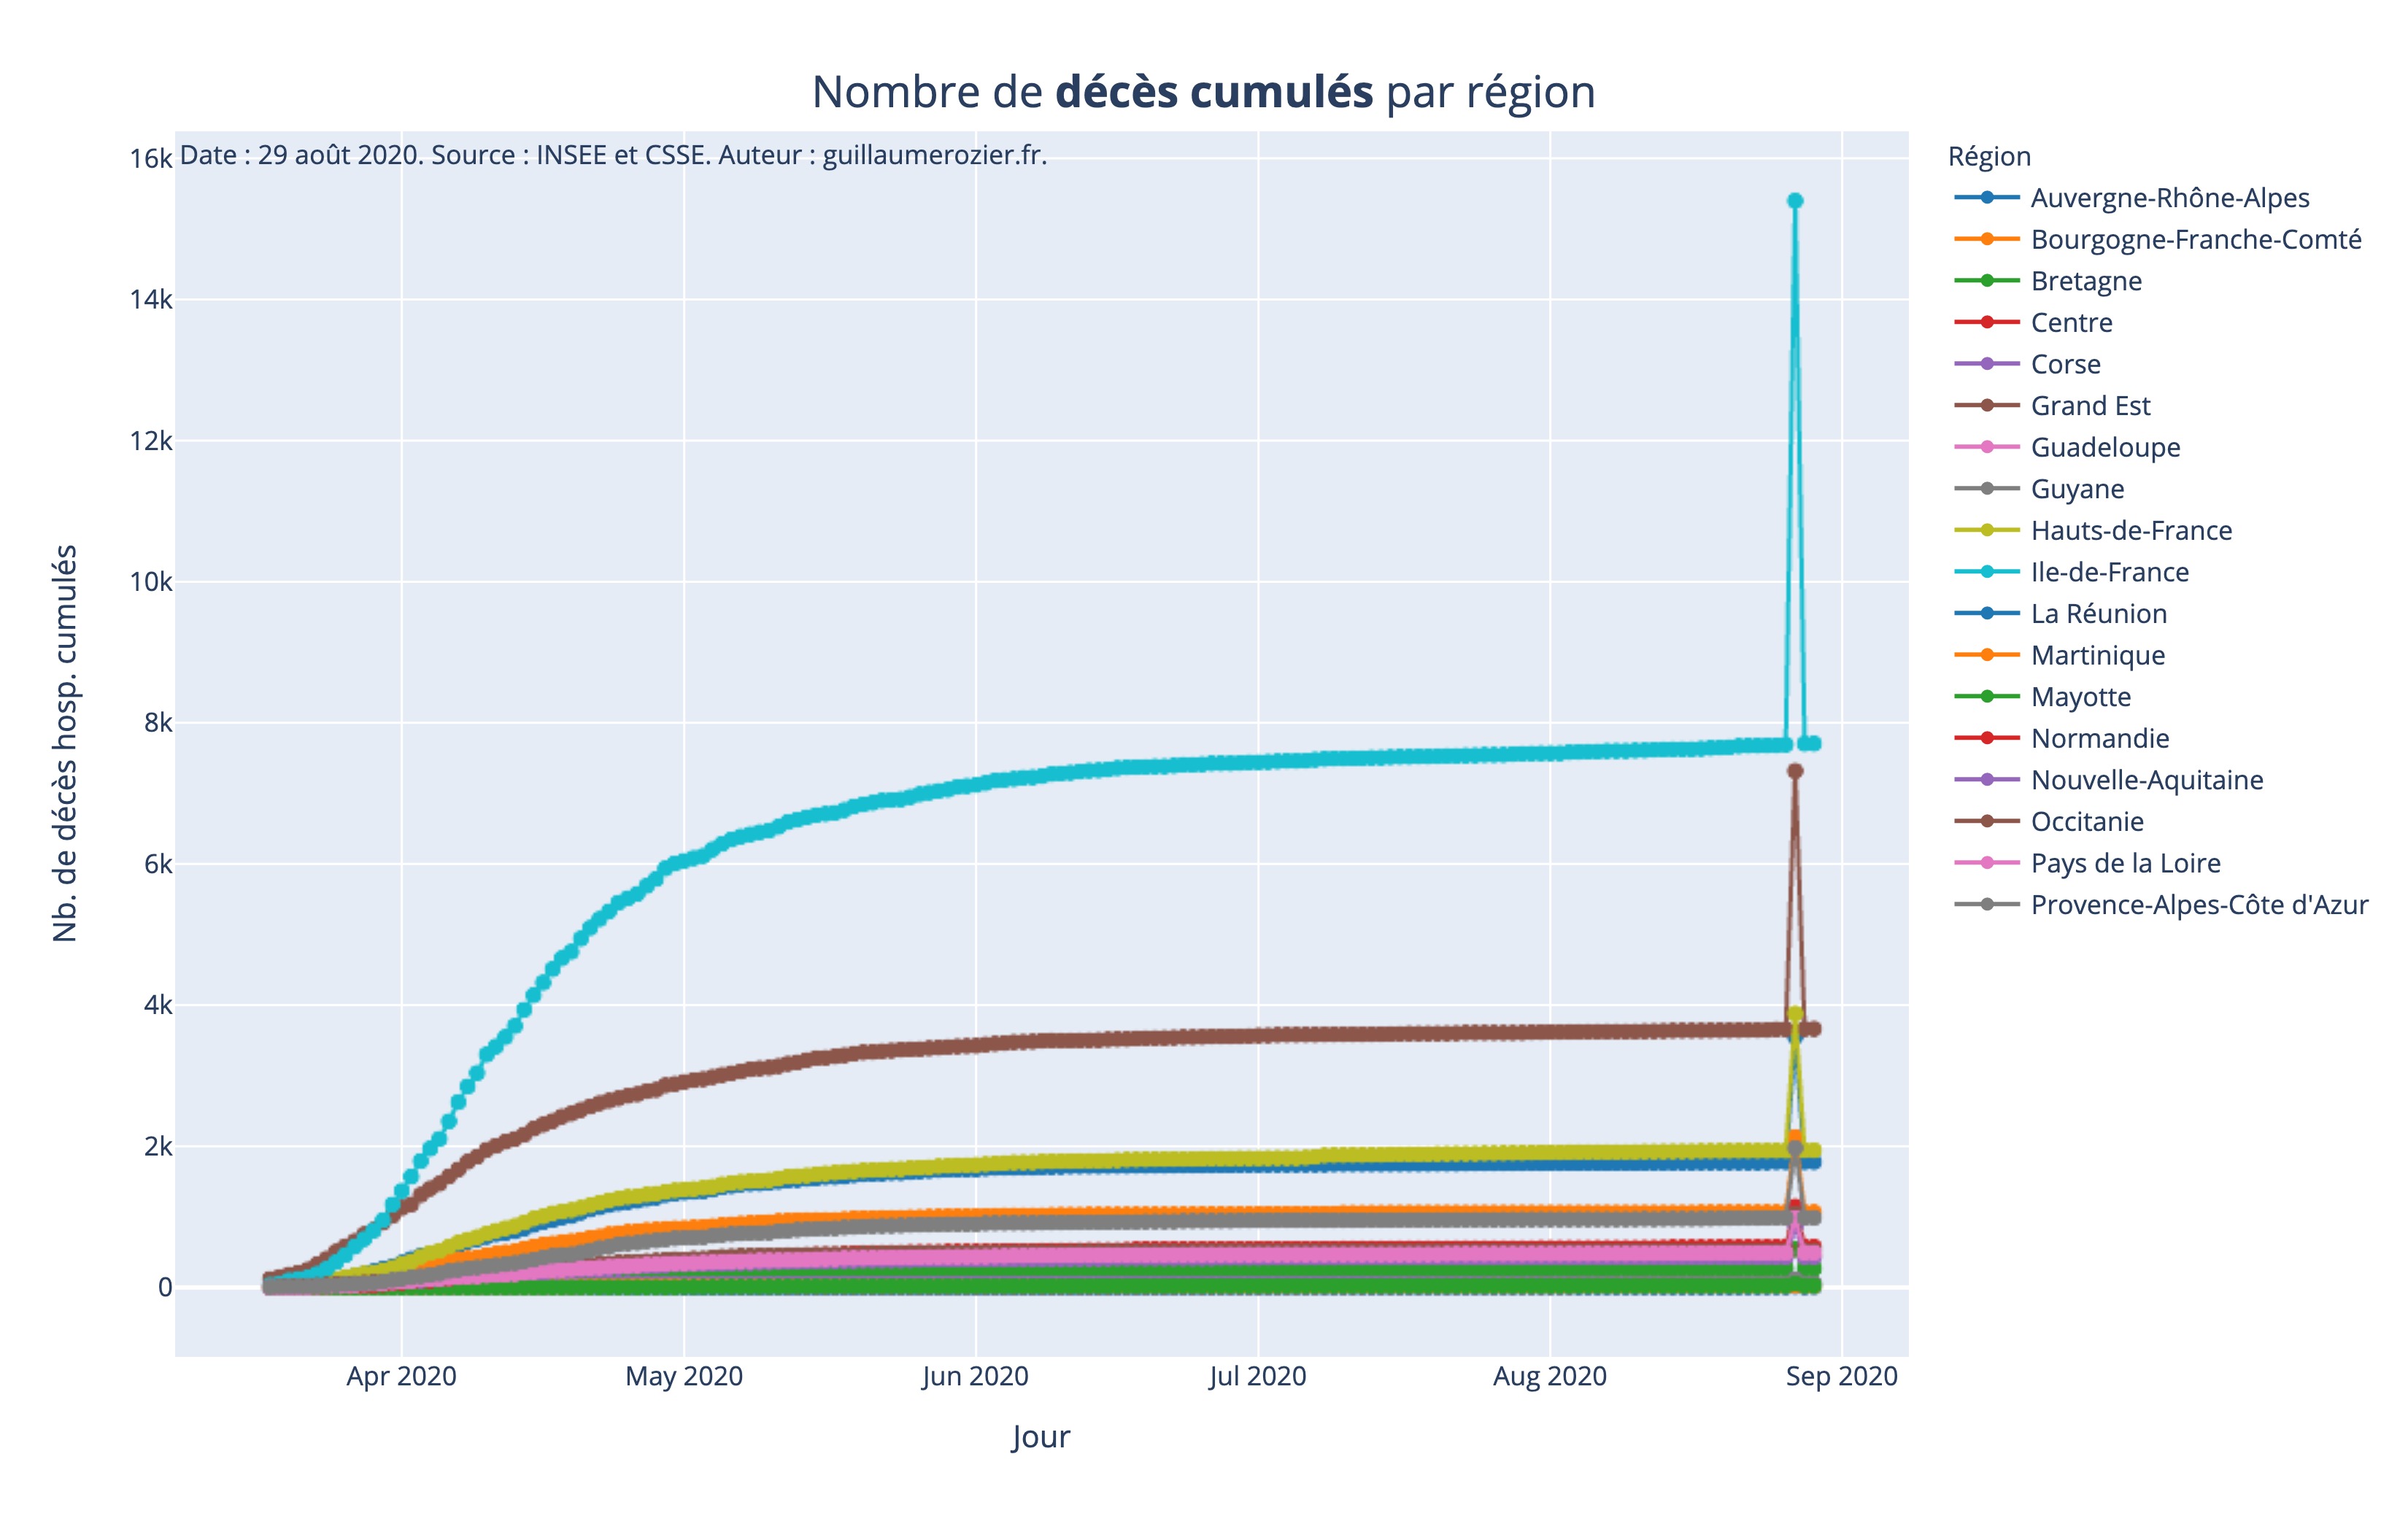 Nombre de décès cumulés par région
Date : 29 août 2020. Source : INSEE et CSSE. Auteur : guillaumerozier.fr.
16k
14k
12k
10k
8k
6k
4k
2k
0
Nb. de décès hosp. cumulés
Apr 2020
May 2020
Jun 2020
Jul 2020
Aug 2020
Sep 2020
Jour
Région
Auvergne-Rhône-Alpes
Bourgogne-Franche-Comté
Bretagne
Centre
Corse
Grand Est
Guadeloupe
Guyane
Hauts-de-France
Ile-de-France
La Réunion
Martinique
Mayotte
Normandie
Nouvelle-Aquitaine
Occitanie
Pays de la Loire
Provence-Alpes-Côte d'Azur